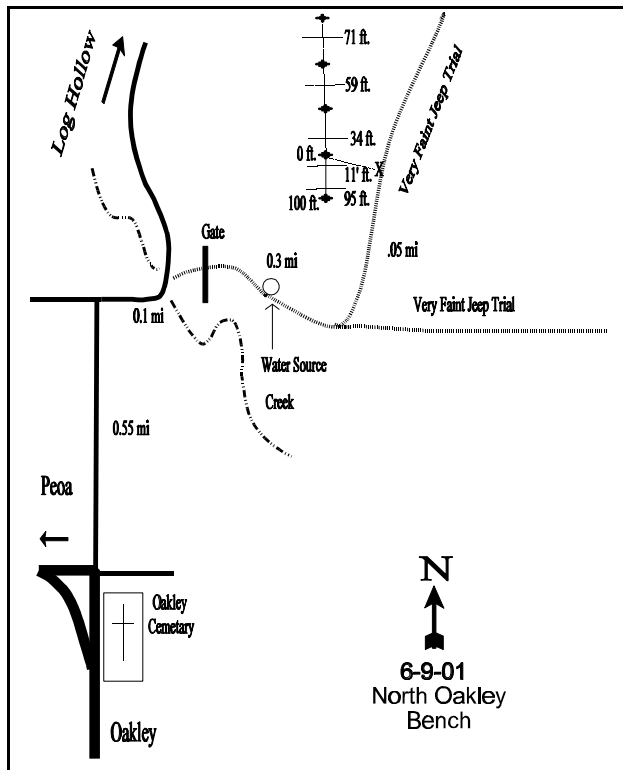 71 ft.
Log Hollow
59 ft.
Very Faint Jeep Trial
34 ft.
0 ft.
11' ft.
X
100 ft.
95 ft.
Gate
0.3 mi
.05 mi
0.1 mi
Very Faint Jeep Trial
Water Source
Creek
0.55 mi
Peoa
N
Oakley
Cemetary
6-9-01
North Oakley
Bench
Oakley